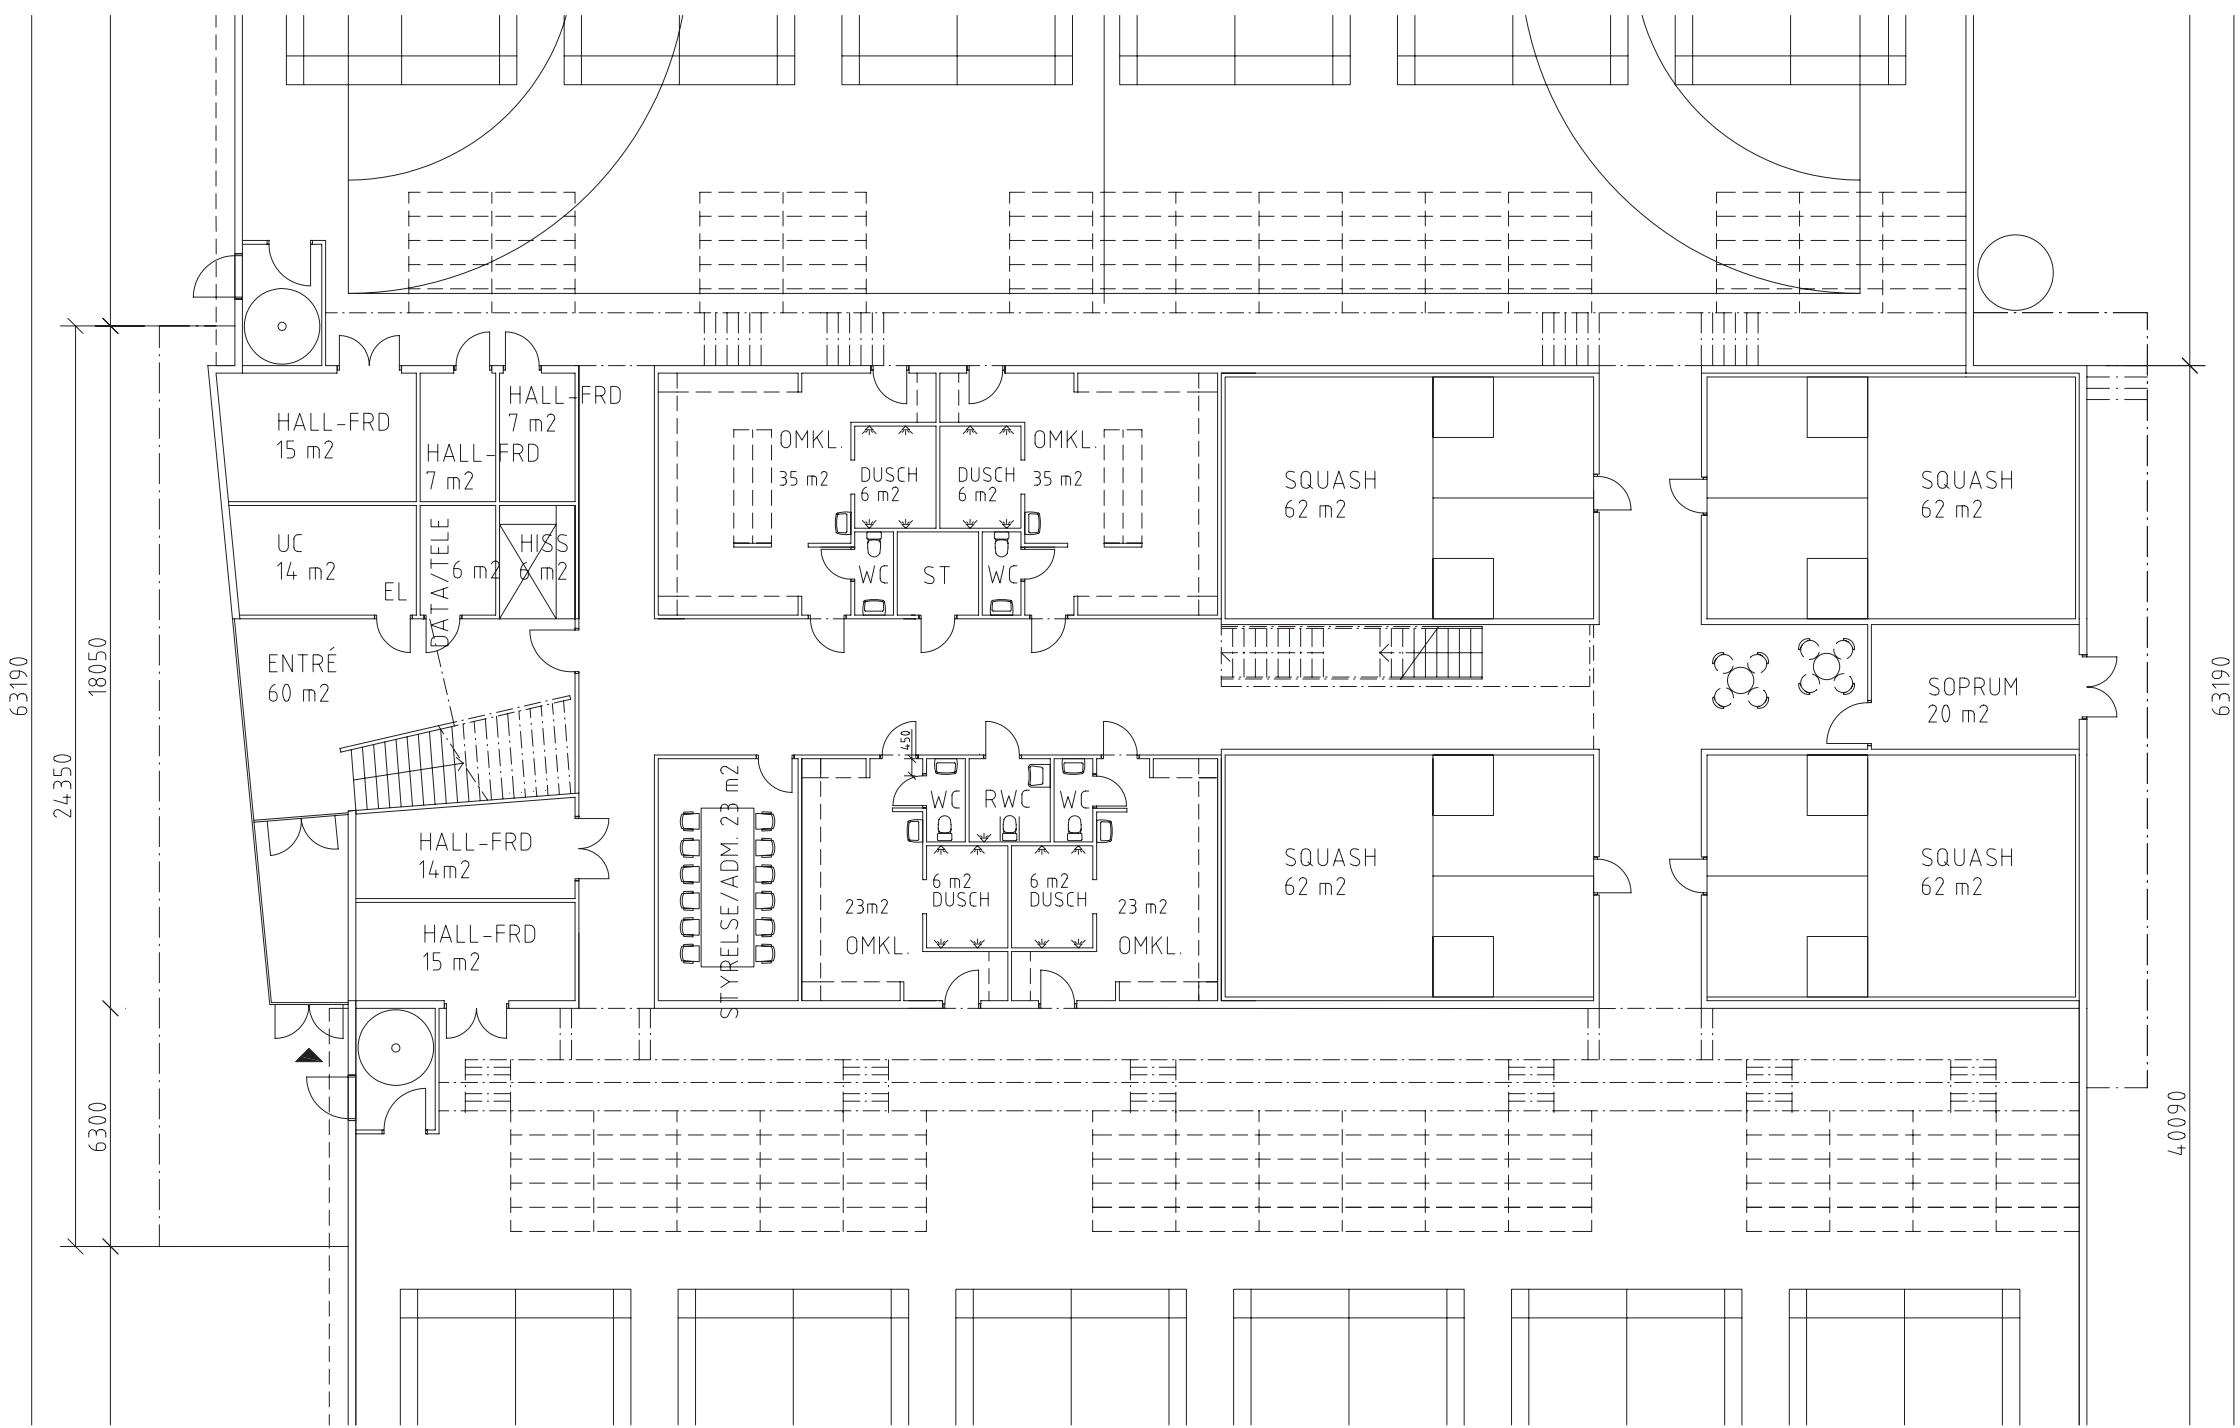 HALL-FRD
15 m2
HALL-FRD
7 m2
HALL-FRD
7 m2
UC
14 m2
EL
DATA/TELE
6 m2
HISS
6 m2
ENTRÉ
60 m2
HALL-FRD
14m2
HALL-FRD
15 m2
OMKL.
35 m2
DUSCH
6 m2
DUSCH
6 m2
OMKL.
35 m2
WC
ST
WC
SQUASH
62 m2
SQUASH
62 m2
SOPRUM
20 m2
STYRELSE/ADM. 23 m2
450
WC
RWC
WC
23m2
OMKL.
6 m2
DUSCH
6 m2
DUSCH
23 m2
OMKL.
SQUASH
62 m2
SQUASH
62 m2
63190
24350
18050
6300
63190
40090